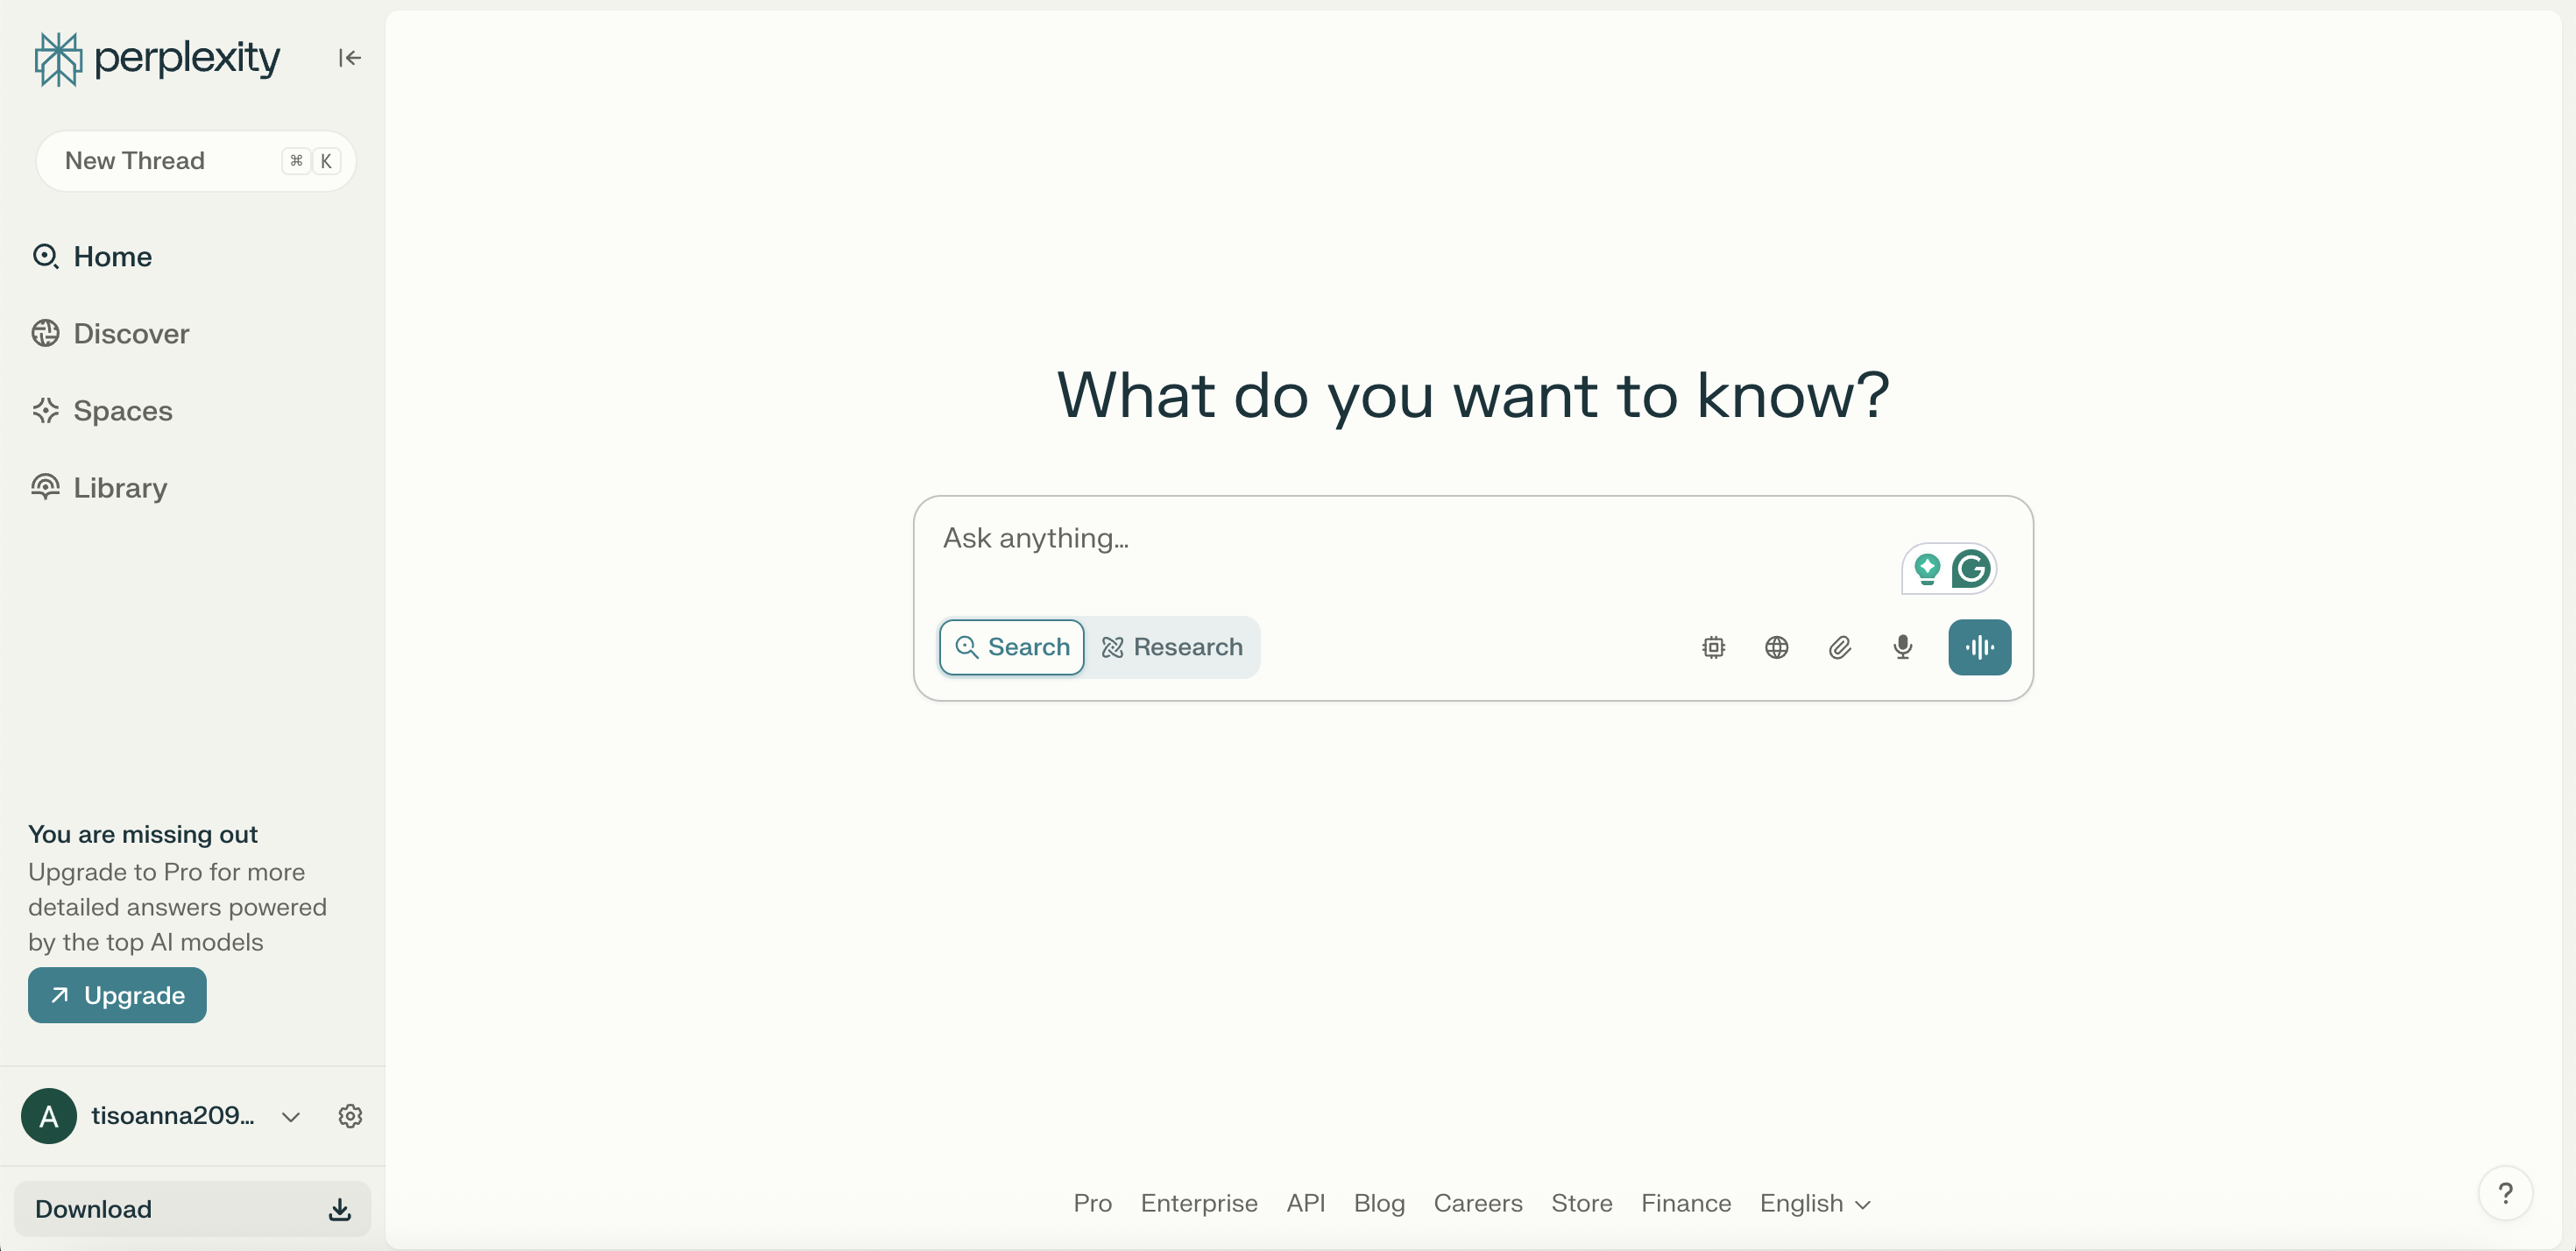 perplexity
New Thread ⌘ K
Home
Discover
Spaces
Library
You are missing out
Upgrade to Pro for more
detailed answers powered
by the top AI models
Upgrade
A tisoanna209...
Download
What do you want to know?
Ask anything...
G
Search Research
Pro Enterprise API Blog Careers Store Finance English
?